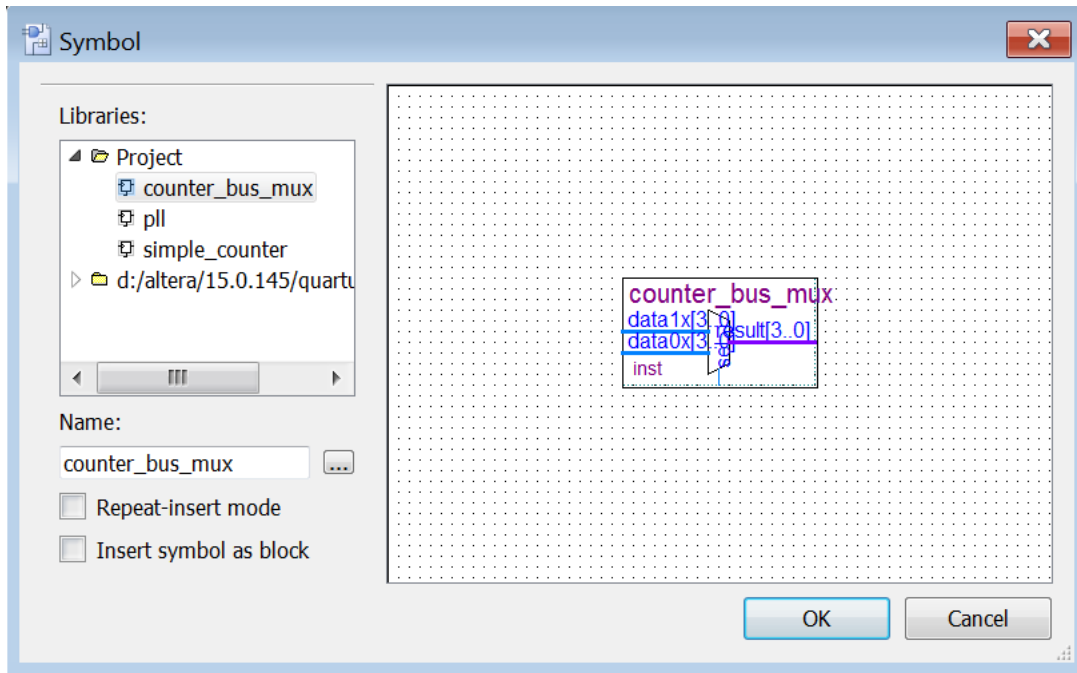 Symbol
Libraries:
Project
counter_bus_mux
pll
simple_counter
d:/altera/15.0.145/quartu
Name:
counter_bus_mux
...
Repeat-insert mode
Insert symbol as block
counter_bus_mux
data1x[3..0]
data0x[3..0]
result[3..0]
sel
inst
OK
Cancel